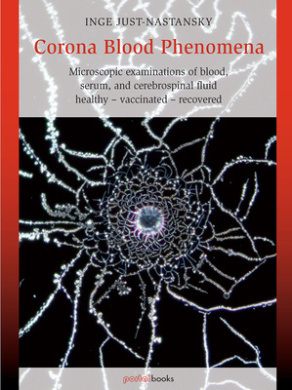 INGE JUST-NASTANSKY
Corona Blood Phenomena
Microscopic examinations of blood,
serum, and cerebrospinal fluid
healthy – vaccinated – recovered
books